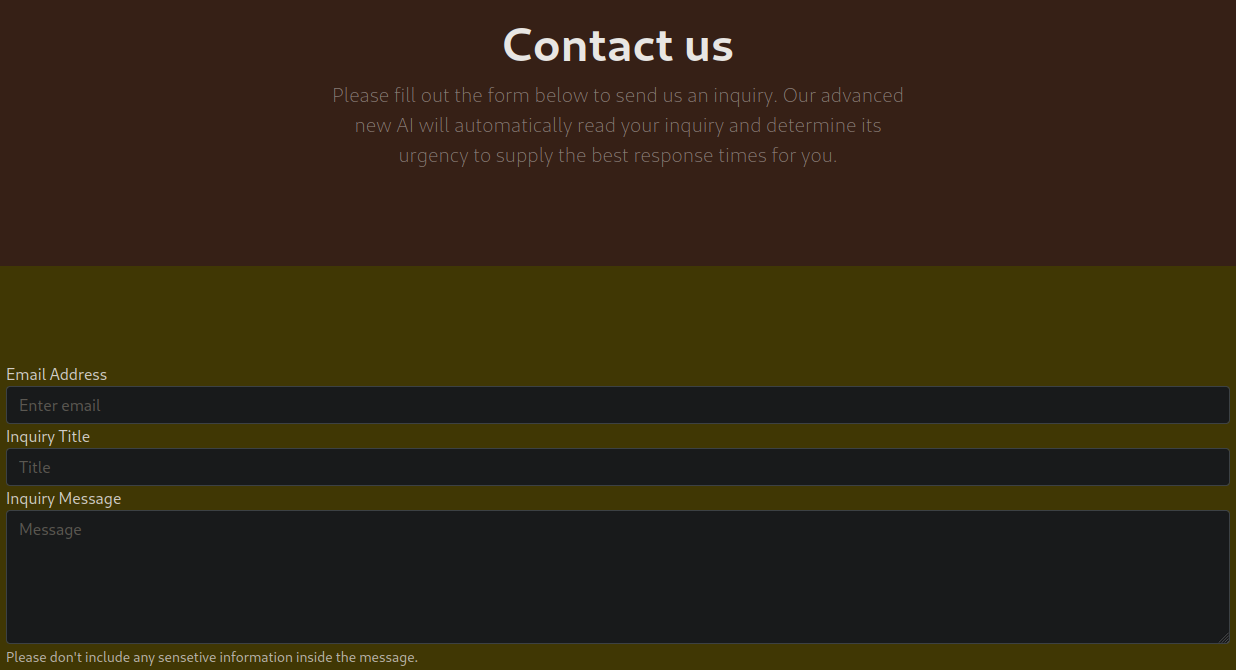 Contact us
Please fill out the form below to send us an inquiry. Our advanced
new AI will automatically read your inquiry and determine its
urgency to supply the best response times for you.
Email Address
Enter email
Inquiry Title
Title
Inquiry Message
Message
Please don't include any sensetive information inside the message.